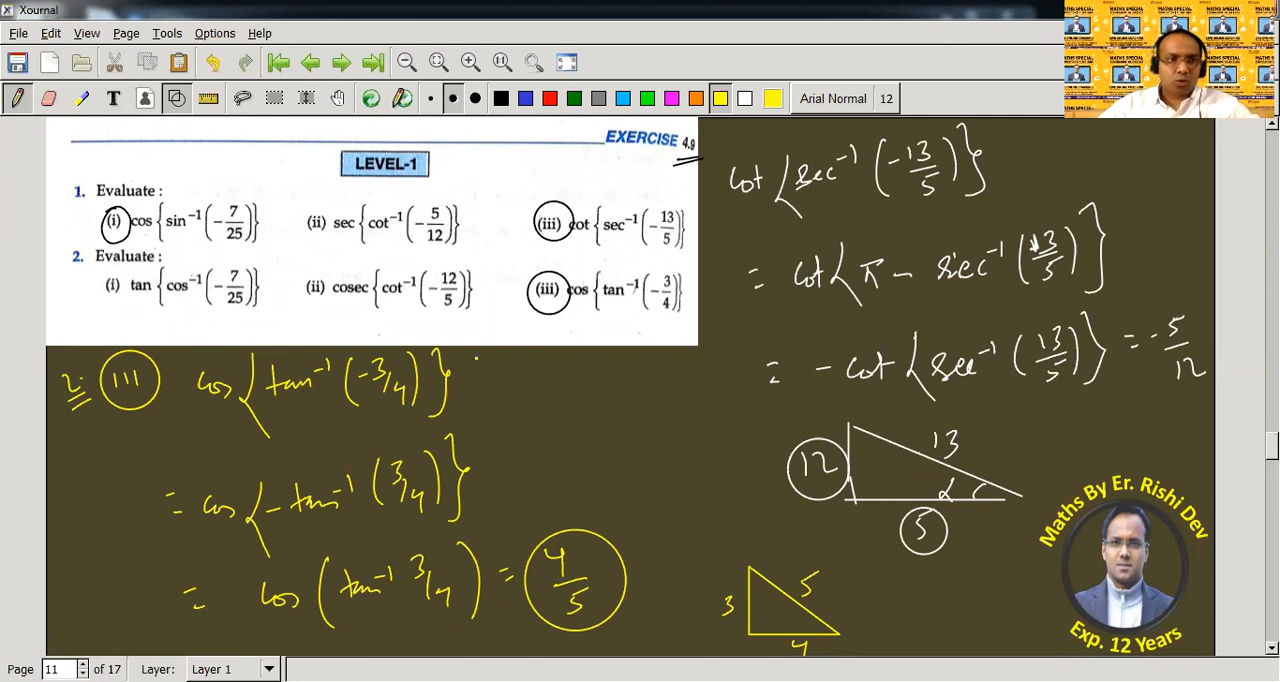 Xournal
File Edit View Page Tools Options Help
Arial Normal 12
EXERCISE 4.9
LEVEL-1
1. Evaluate :
(i) cos {sin⁻¹ (-7/25)} (ii) sec {cot⁻¹ (-5/12)} (iii) cot {sec⁻¹ (-13/5)}
2. Evaluate :
(i) tan {cos⁻¹ (-7/25)} (ii) cosec {cot⁻¹ (-12/5)} (iii) cos {tan⁻¹ (-3/4)}
cot {sec⁻¹ (-13/5)}
= cot {π - sec⁻¹ (13/5)}
= -cot {sec⁻¹ (13/5)} = -5/12
12 13 α 5
2. III cos {tan⁻¹ (-3/4)}
= cos {-tan⁻¹ (3/4)}
= cos (tan⁻¹ 3/4) = 4/5
3 5 4
Maths By Er. Rishi Dev
Exp. 12 Years
Page 11 of 17 Layer: Layer 1